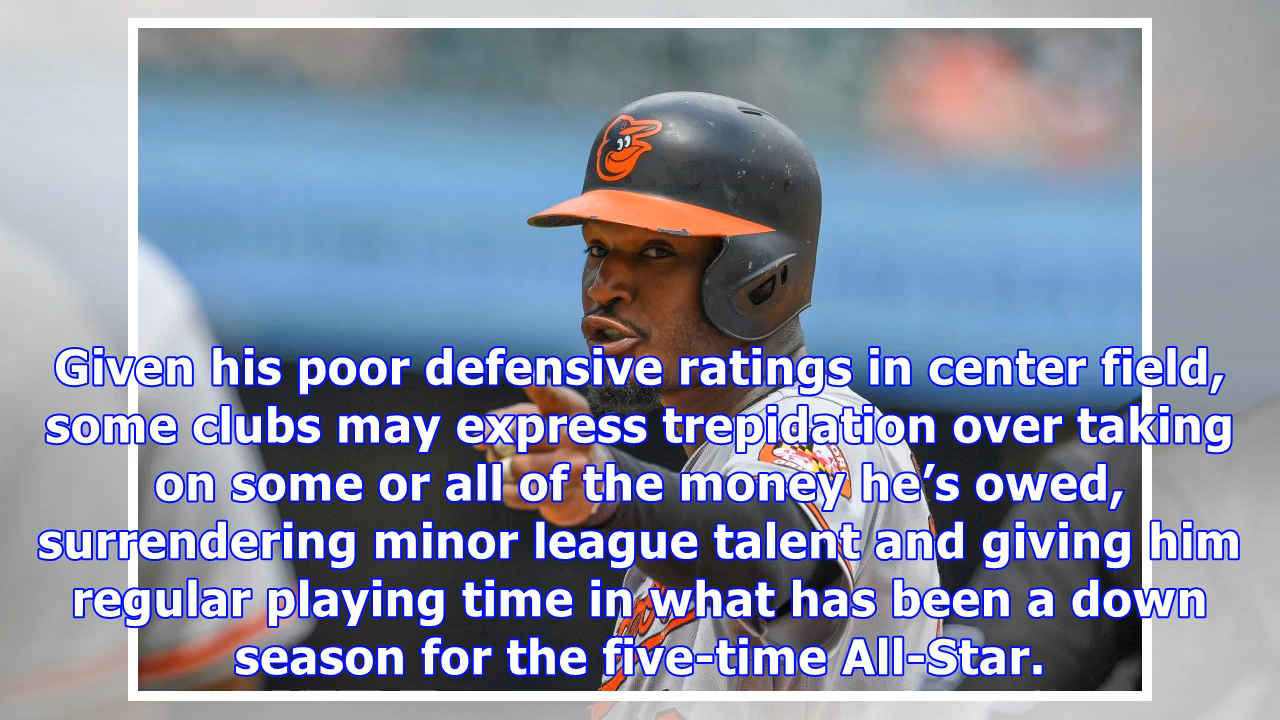 Given his poor defensive ratings in center field,
some clubs may express trepidation over taking
on some or all of the money he’s owed,
surrendering minor league talent and giving him
regular playing time in what has been a down
season for the five-time All-Star.